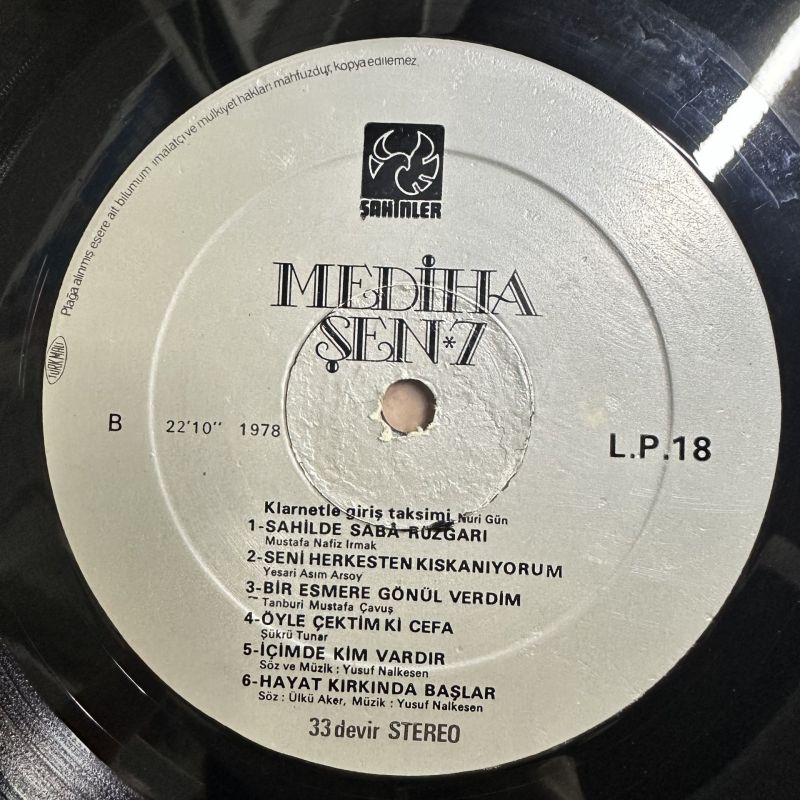 Plağa alınmış esere ait bilumum imalatçı ve mülkiyet hakları mahfuzdur, kopya edilemez.
ŞAHİNLER
MEDİHA
ŞEN*7
TÜRK MALI
B 22'10'' 1978
L.P.18
Klarnetle giriş taksimi, Nuri Gün
1-SAHİLDE SABÂ RÜZGARI
Mustafa Nafiz Irmak
2-SENİ HERKESTEN KISKANIYORUM
Yesari Asım Arsoy
3-BİR ESMERE GÖNÜL VERDİM
Tanburi Mustafa Çavuş
4-ÖYLE ÇEKTİM Kİ CEFA
Şükrü Tunar
5-İÇİMDE KİM VARDIR
Söz ve Müzik : Yusuf Nalkesen
6-HAYAT KIRKINDA BAŞLAR
Söz : Ülkü Aker, Müzik : Yusuf Nalkesen
33 devir STEREO